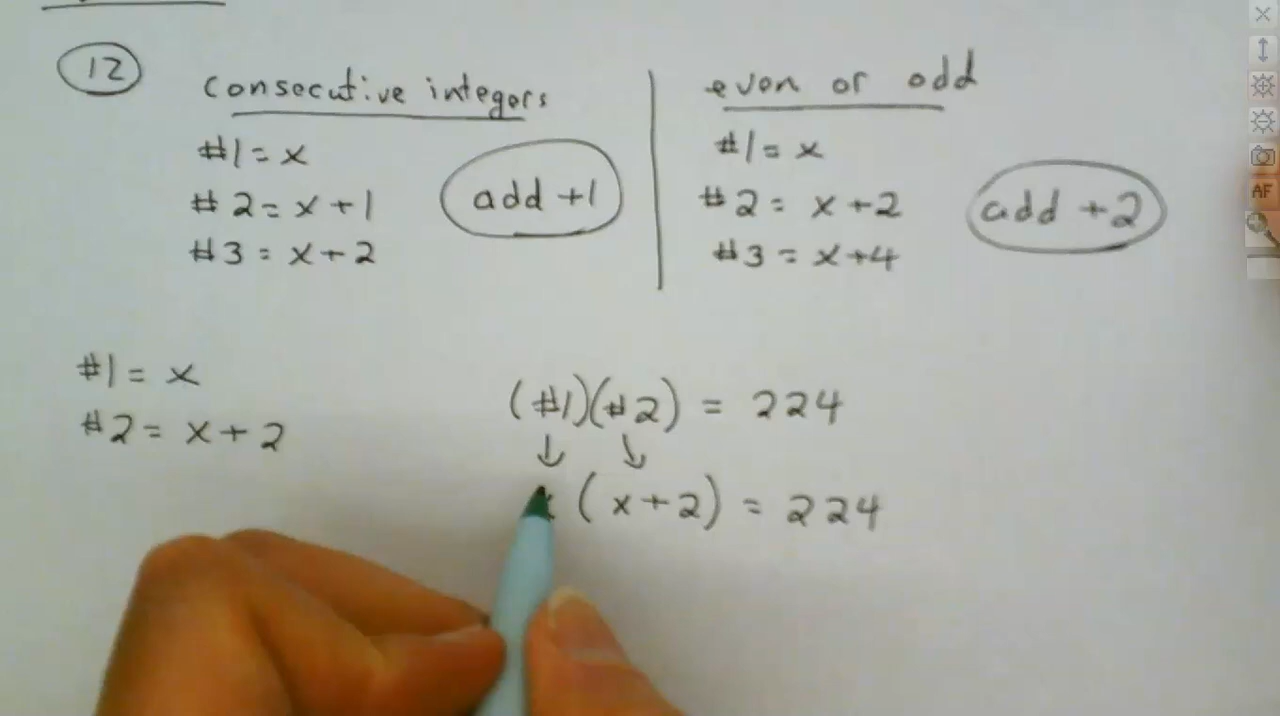 12
consecutive integers
#1 = x
#2 = x + 1
#3 = x + 2
add +1
even or odd
#1 = x
#2 = x + 2
#3 = x + 4
add + 2
#1 = x
#2 = x + 2
(#1)(#2) = 224
↓ ↓
x (x + 2) = 224
AF